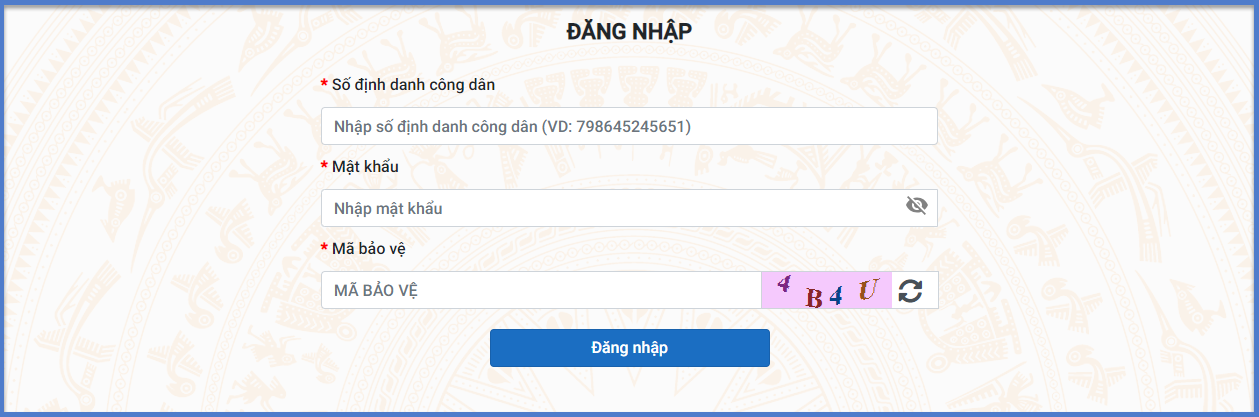 ĐĂNG NHẬP
* Số định danh công dân
Nhập số định danh công dân (VD: 798645245651)
* Mật khẩu
Nhập mật khẩu
* Mã bảo vệ
MÃ BẢO VỆ 4 B 4 U
Đăng nhập